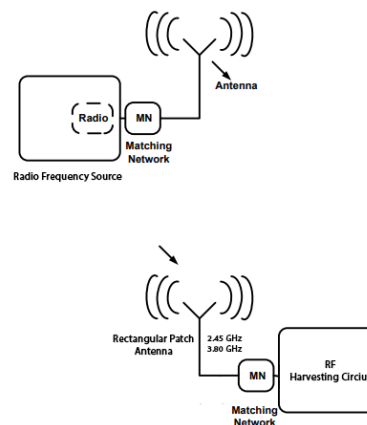 Antenna
Radio
MN
Matching
Network
Radio Frequency Source
Rectangular Patch
Antenna
2.45 GHz
3.80 GHz
RF
Harvesting Circiu
MN
Matching
Network